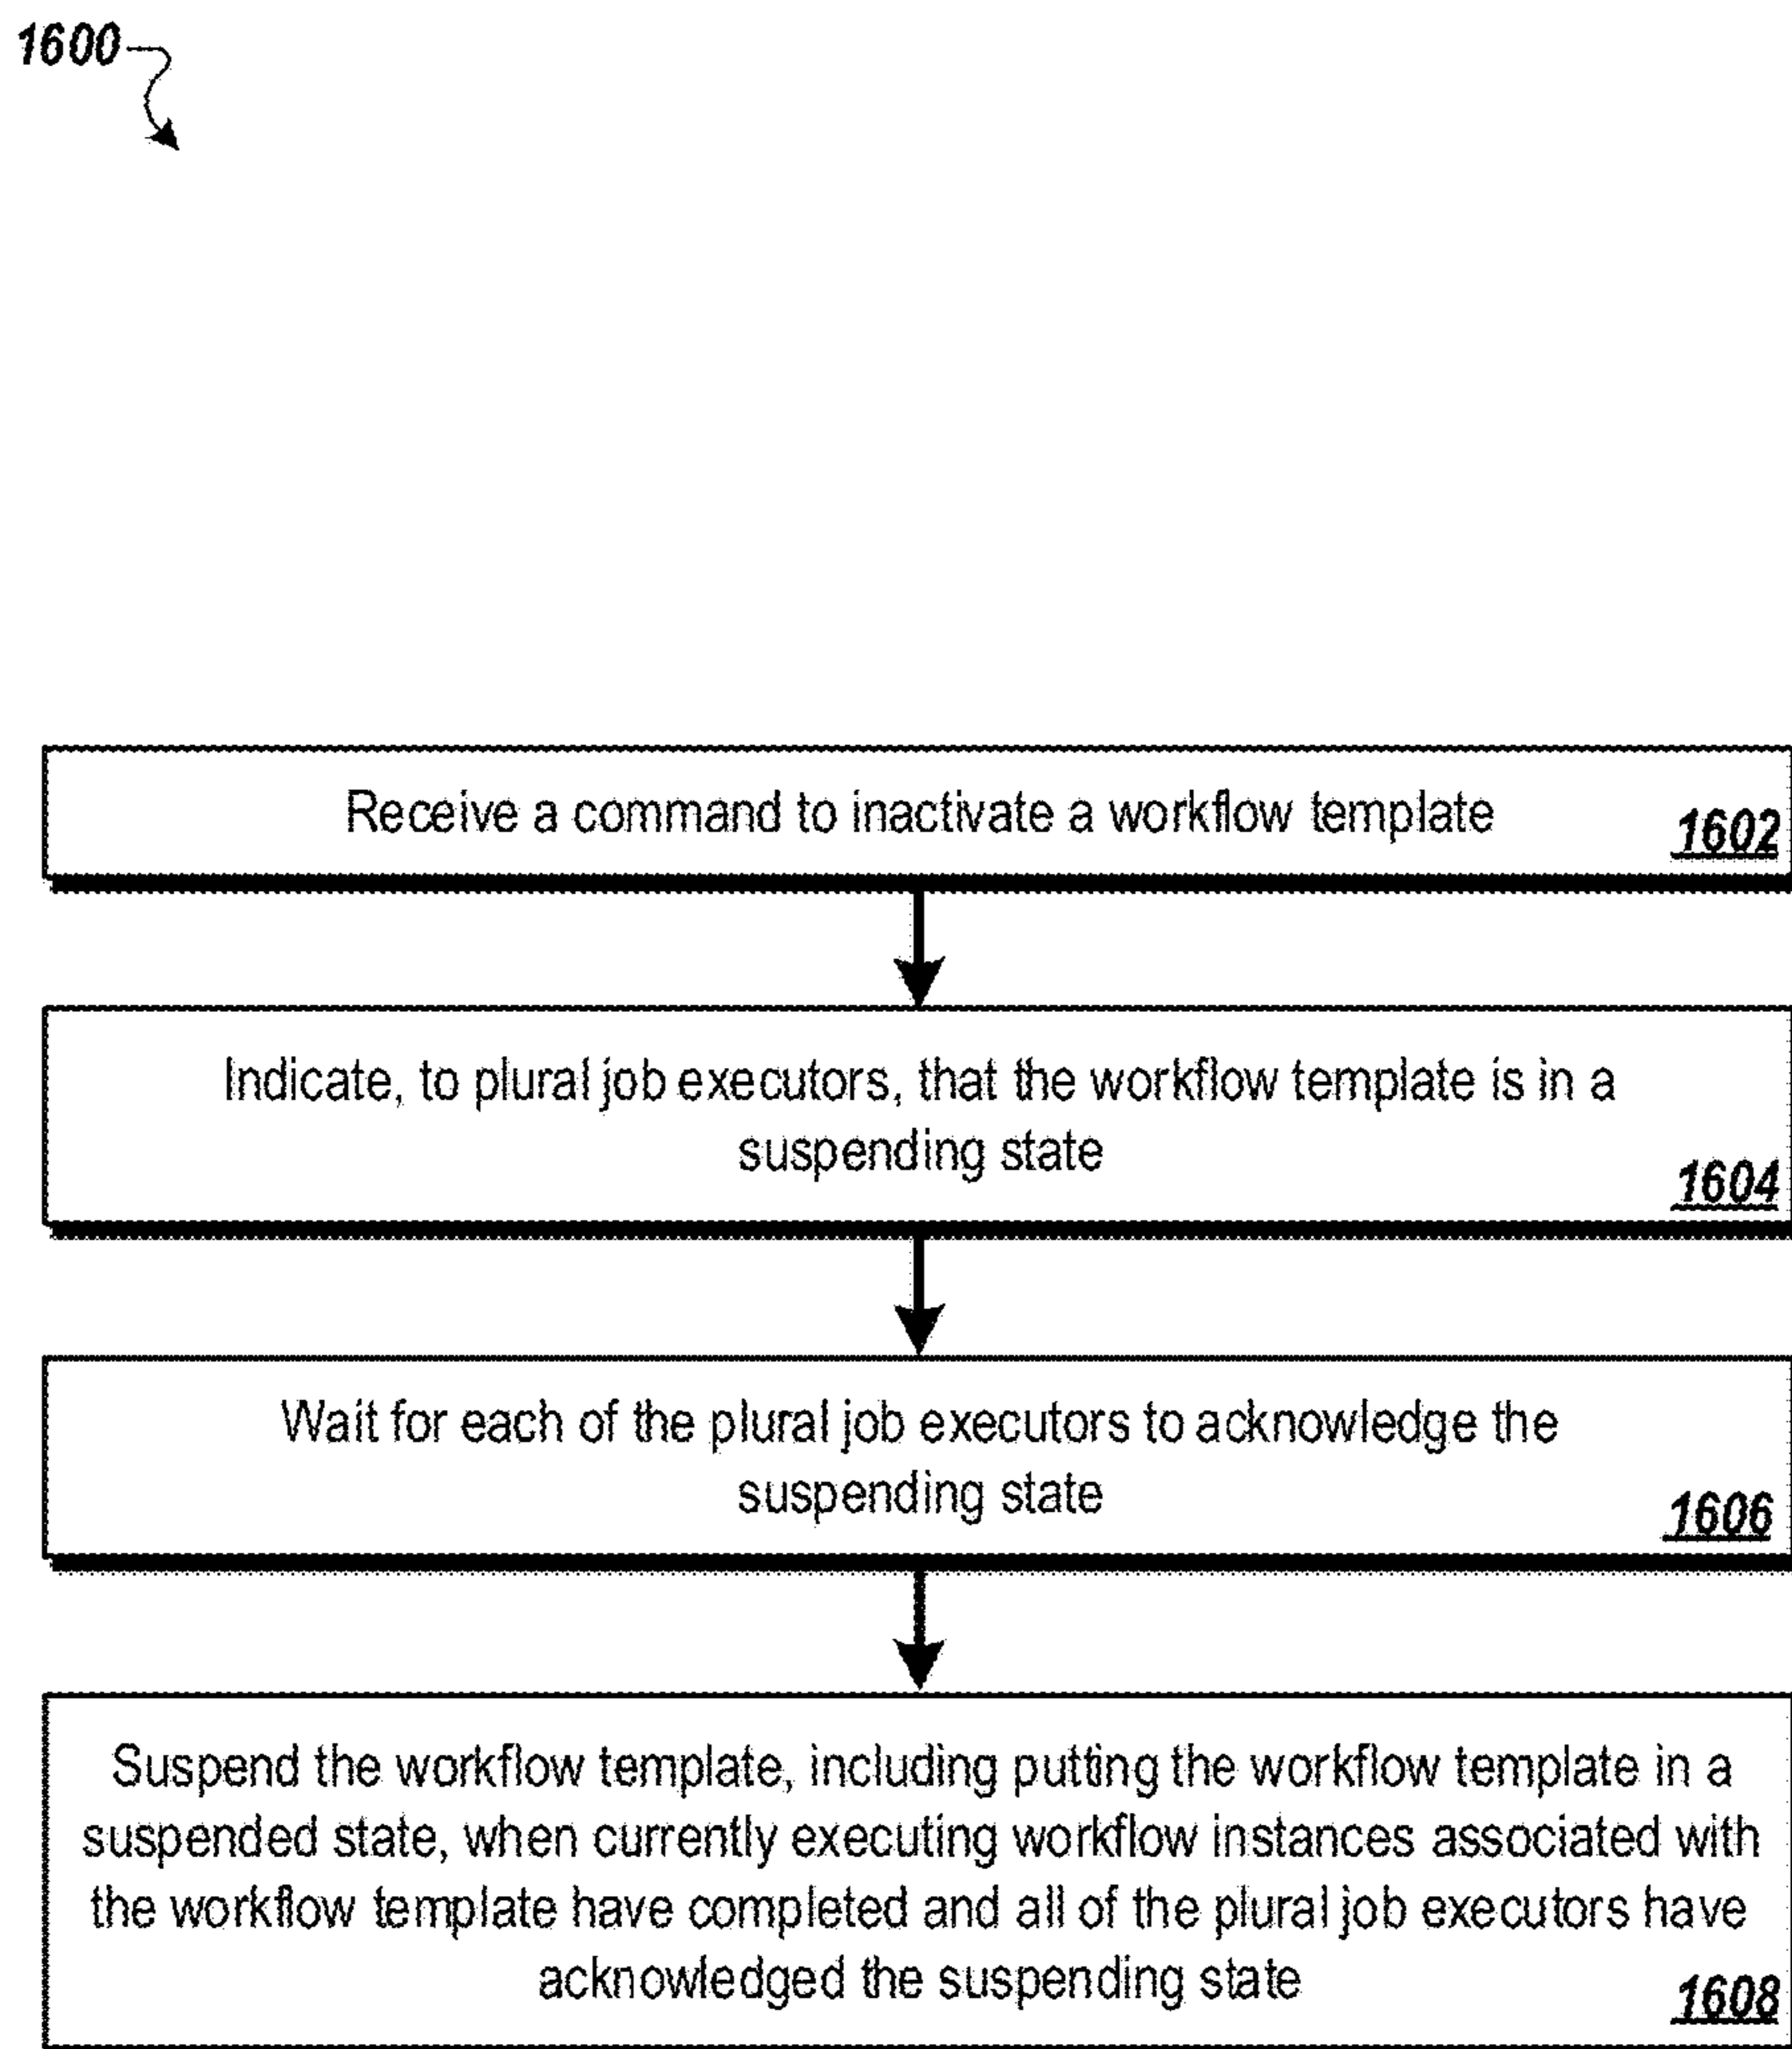 1600
Receive a command to inactivate a workflow template
1602
Indicate, to plural job executors, that the workflow template is in a
suspending state
1604
Wait for each of the plural job executors to acknowledge the
suspending state
1606
Suspend the workflow template, including putting the workflow template in a
suspended state, when currently executing workflow instances associated with
the workflow template have completed and all of the plural job executors have
acknowledged the suspending state
1608